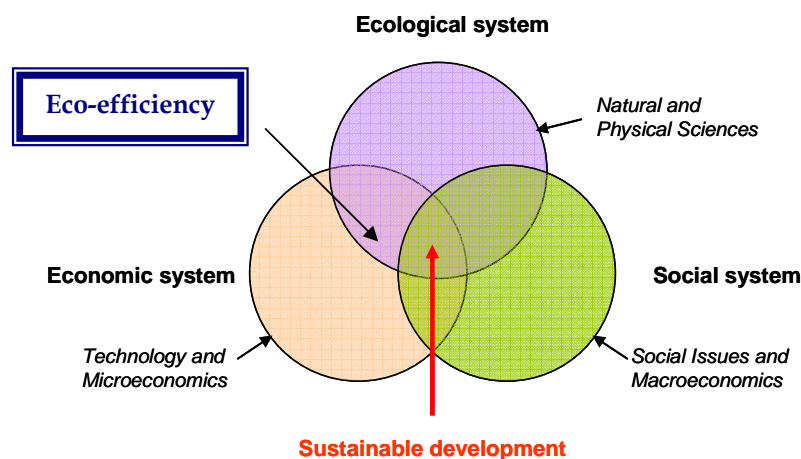 Ecological system
Eco-efficiency
Natural and
Physical Sciences
Economic system
Social system
Technology and
Microeconomics
Social Issues and
Macroeconomics
Sustainable development